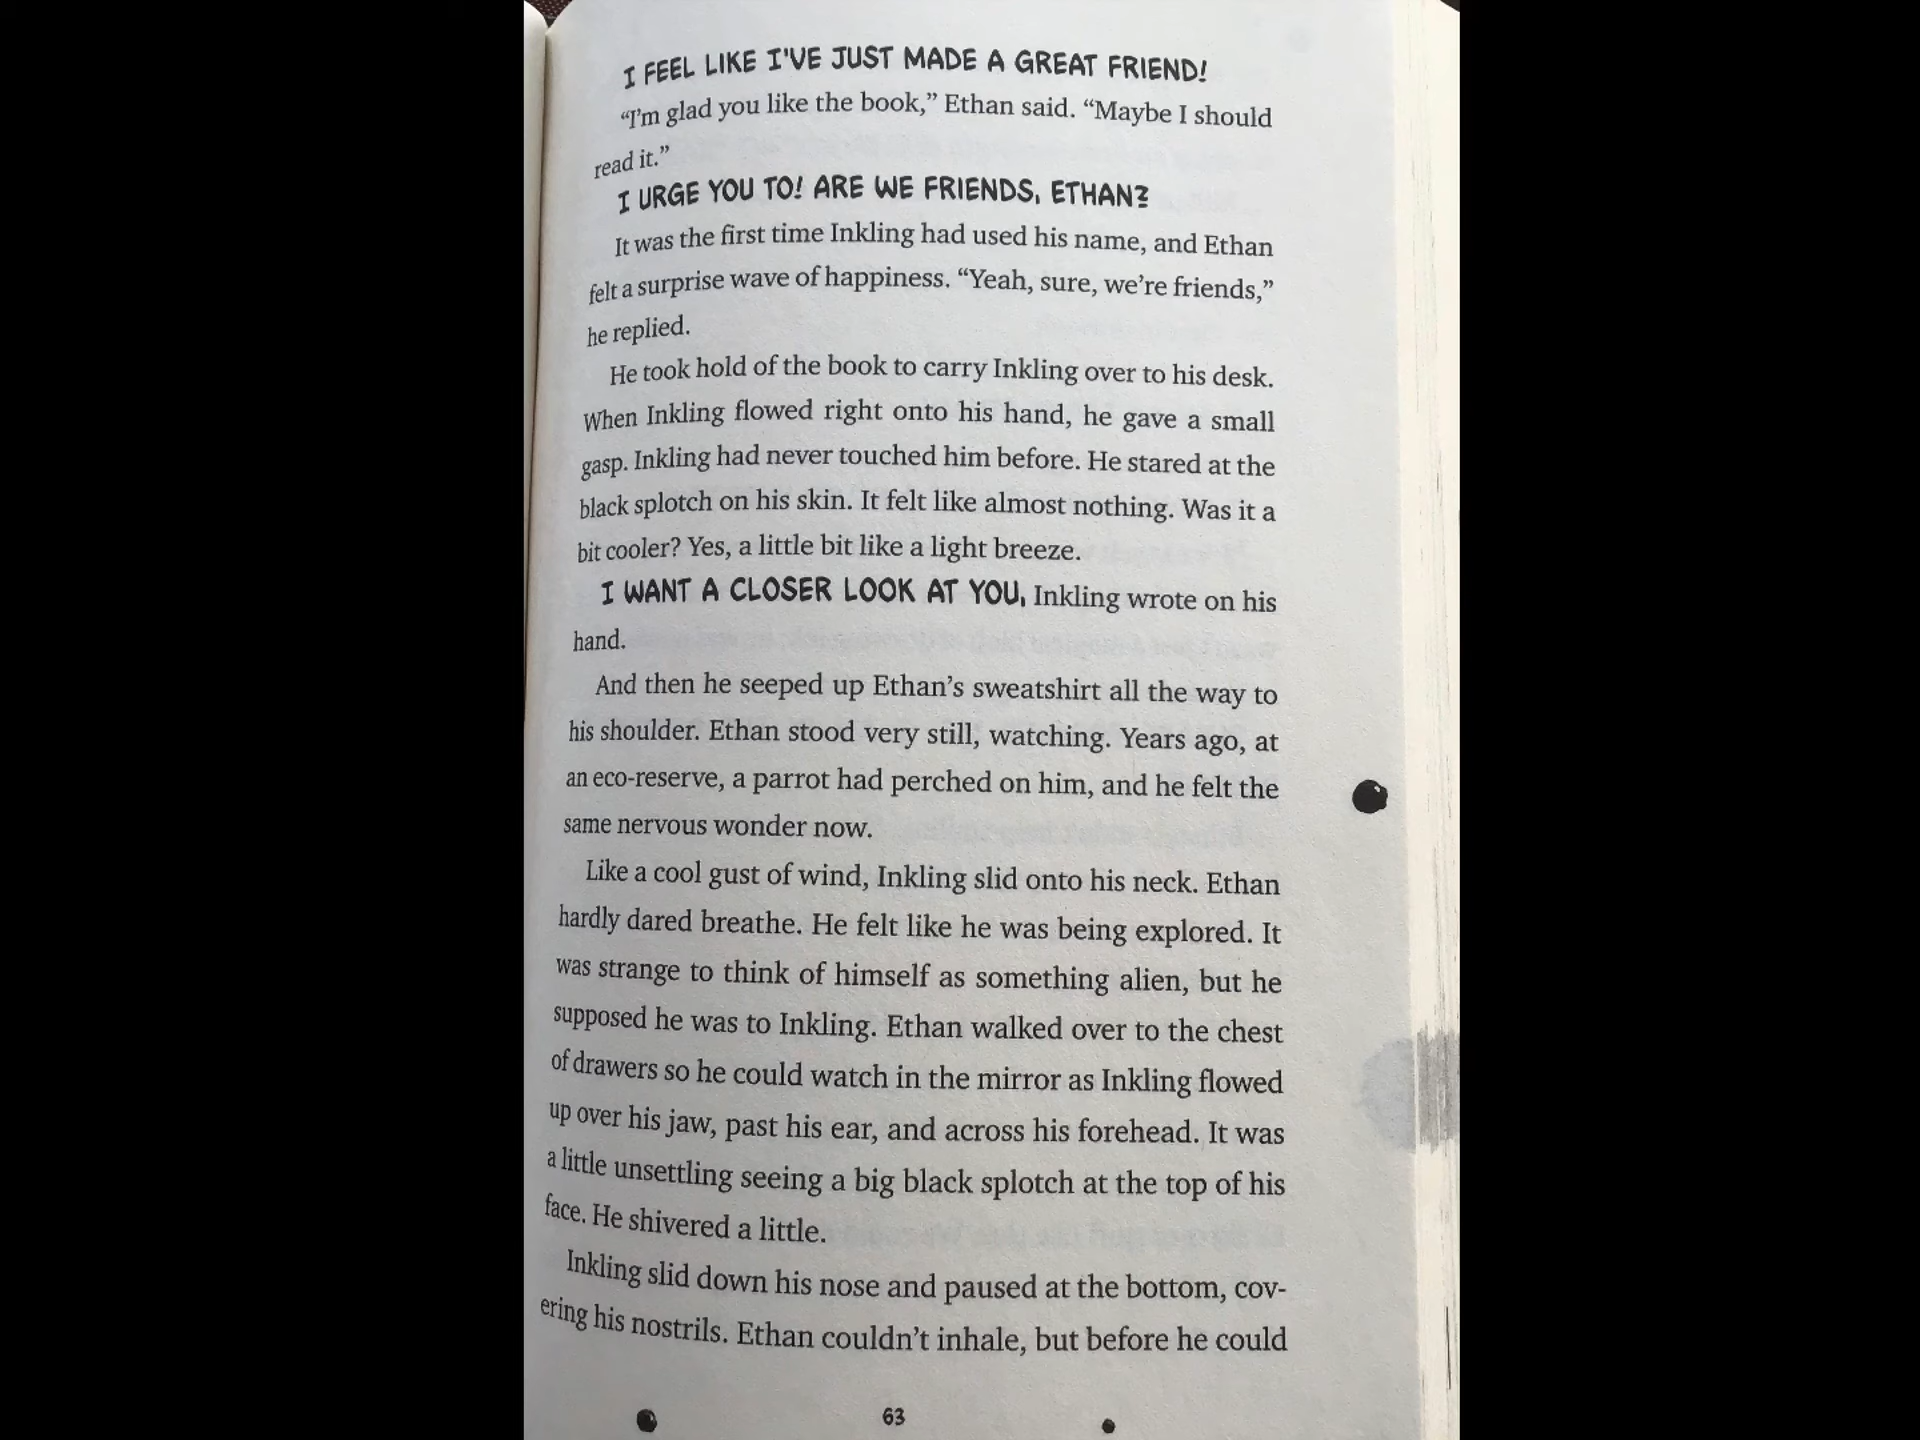 I FEEL LIKE I'VE JUST MADE A GREAT FRIEND!
“I’m glad you like the book,” Ethan said. “Maybe I should
read it.”
I URGE YOU TO! ARE WE FRIENDS, ETHAN?
It was the first time Inkling had used his name, and Ethan
felt a surprise wave of happiness. “Yeah, sure, we’re friends,”
he replied.
He took hold of the book to carry Inkling over to his desk.
When Inkling flowed right onto his hand, he gave a small
gasp. Inkling had never touched him before. He stared at the
black splotch on his skin. It felt like almost nothing. Was it a
bit cooler? Yes, a little bit like a light breeze.
I WANT A CLOSER LOOK AT YOU, Inkling wrote on his
hand.
And then he seeped up Ethan’s sweatshirt all the way to
his shoulder. Ethan stood very still, watching. Years ago, at
an eco-reserve, a parrot had perched on him, and he felt the
same nervous wonder now.
Like a cool gust of wind, Inkling slid onto his neck. Ethan
hardly dared breathe. He felt like he was being explored. It
was strange to think of himself as something alien, but he
supposed he was to Inkling. Ethan walked over to the chest
of drawers so he could watch in the mirror as Inkling flowed
up over his jaw, past his ear, and across his forehead. It was
a little unsettling seeing a big black splotch at the top of his
face. He shivered a little.
Inkling slid down his nose and paused at the bottom, cov-
ering his nostrils. Ethan couldn’t inhale, but before he could
63